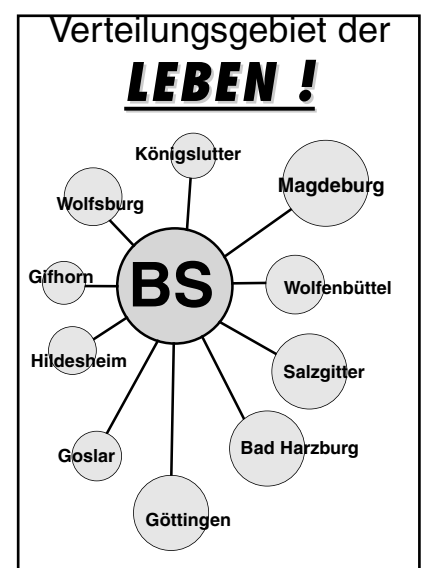 Verteilungsgebiet der
LEBEN !
Königslutter
Magdeburg
Wolfsburg
Gifhorn
BS
Wolfenbüttel
Hildesheim
Salzgitter
Goslar
Bad Harzburg
Göttingen